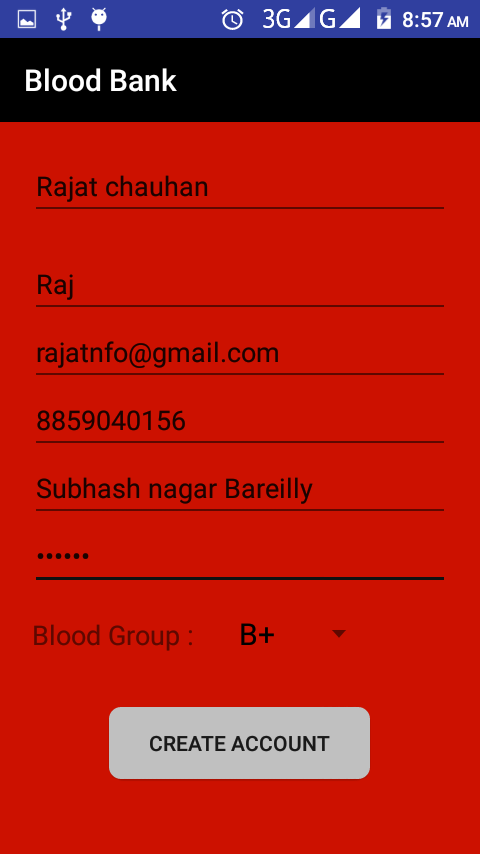 3G G 8:57 AM
Blood Bank
Rajat chauhan
Raj
rajatnfo@gmail.com
8859040156
Subhash nagar Bareilly
••••••
Blood Group : B+
CREATE ACCOUNT